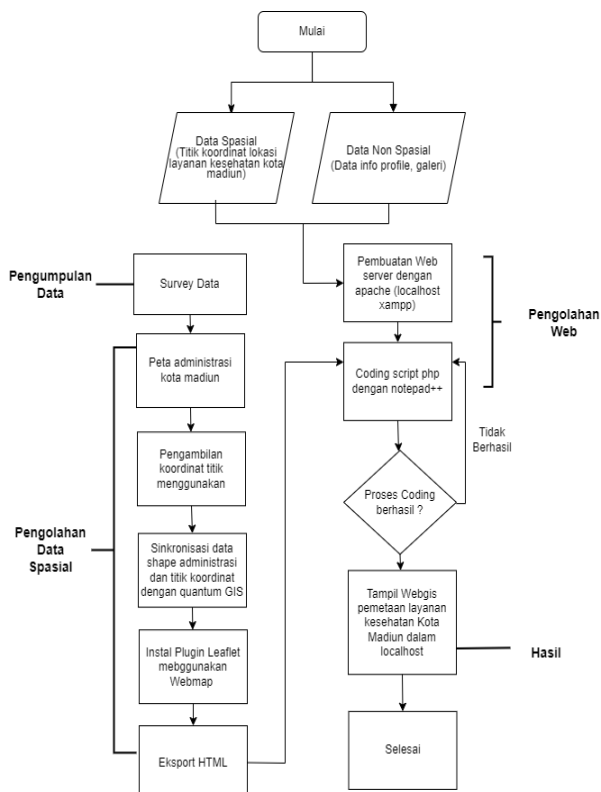 Mulai
Data Spasial
(Titik koordinat lokasi
layanan kesehatan kota
madiun)
Data Non Spasial
(Data info profile, galeri)
Pengumpulan
Data
Survey Data
Peta administrasi
kota madiun
Pengambilan
koordinat titik
menggunakan
Pengolahan
Data
Spasial
Sinkronisasi data
shape administrasi
dan titik koordinat
dengan quantum GIS
Instal Plugin Leaflet
mebggunakan
Webmap
Eksport HTML
Pembuatan Web
server dengan
apache (localhost
xampp)
Pengolahan
Web
Coding script php
dengan notepad++
Tidak
Berhasil
Proses Coding
berhasil ?
Tampil Webgis
pemetaan layanan
kesehatan Kota
Madiun dalam
localhost
Hasil
Selesai